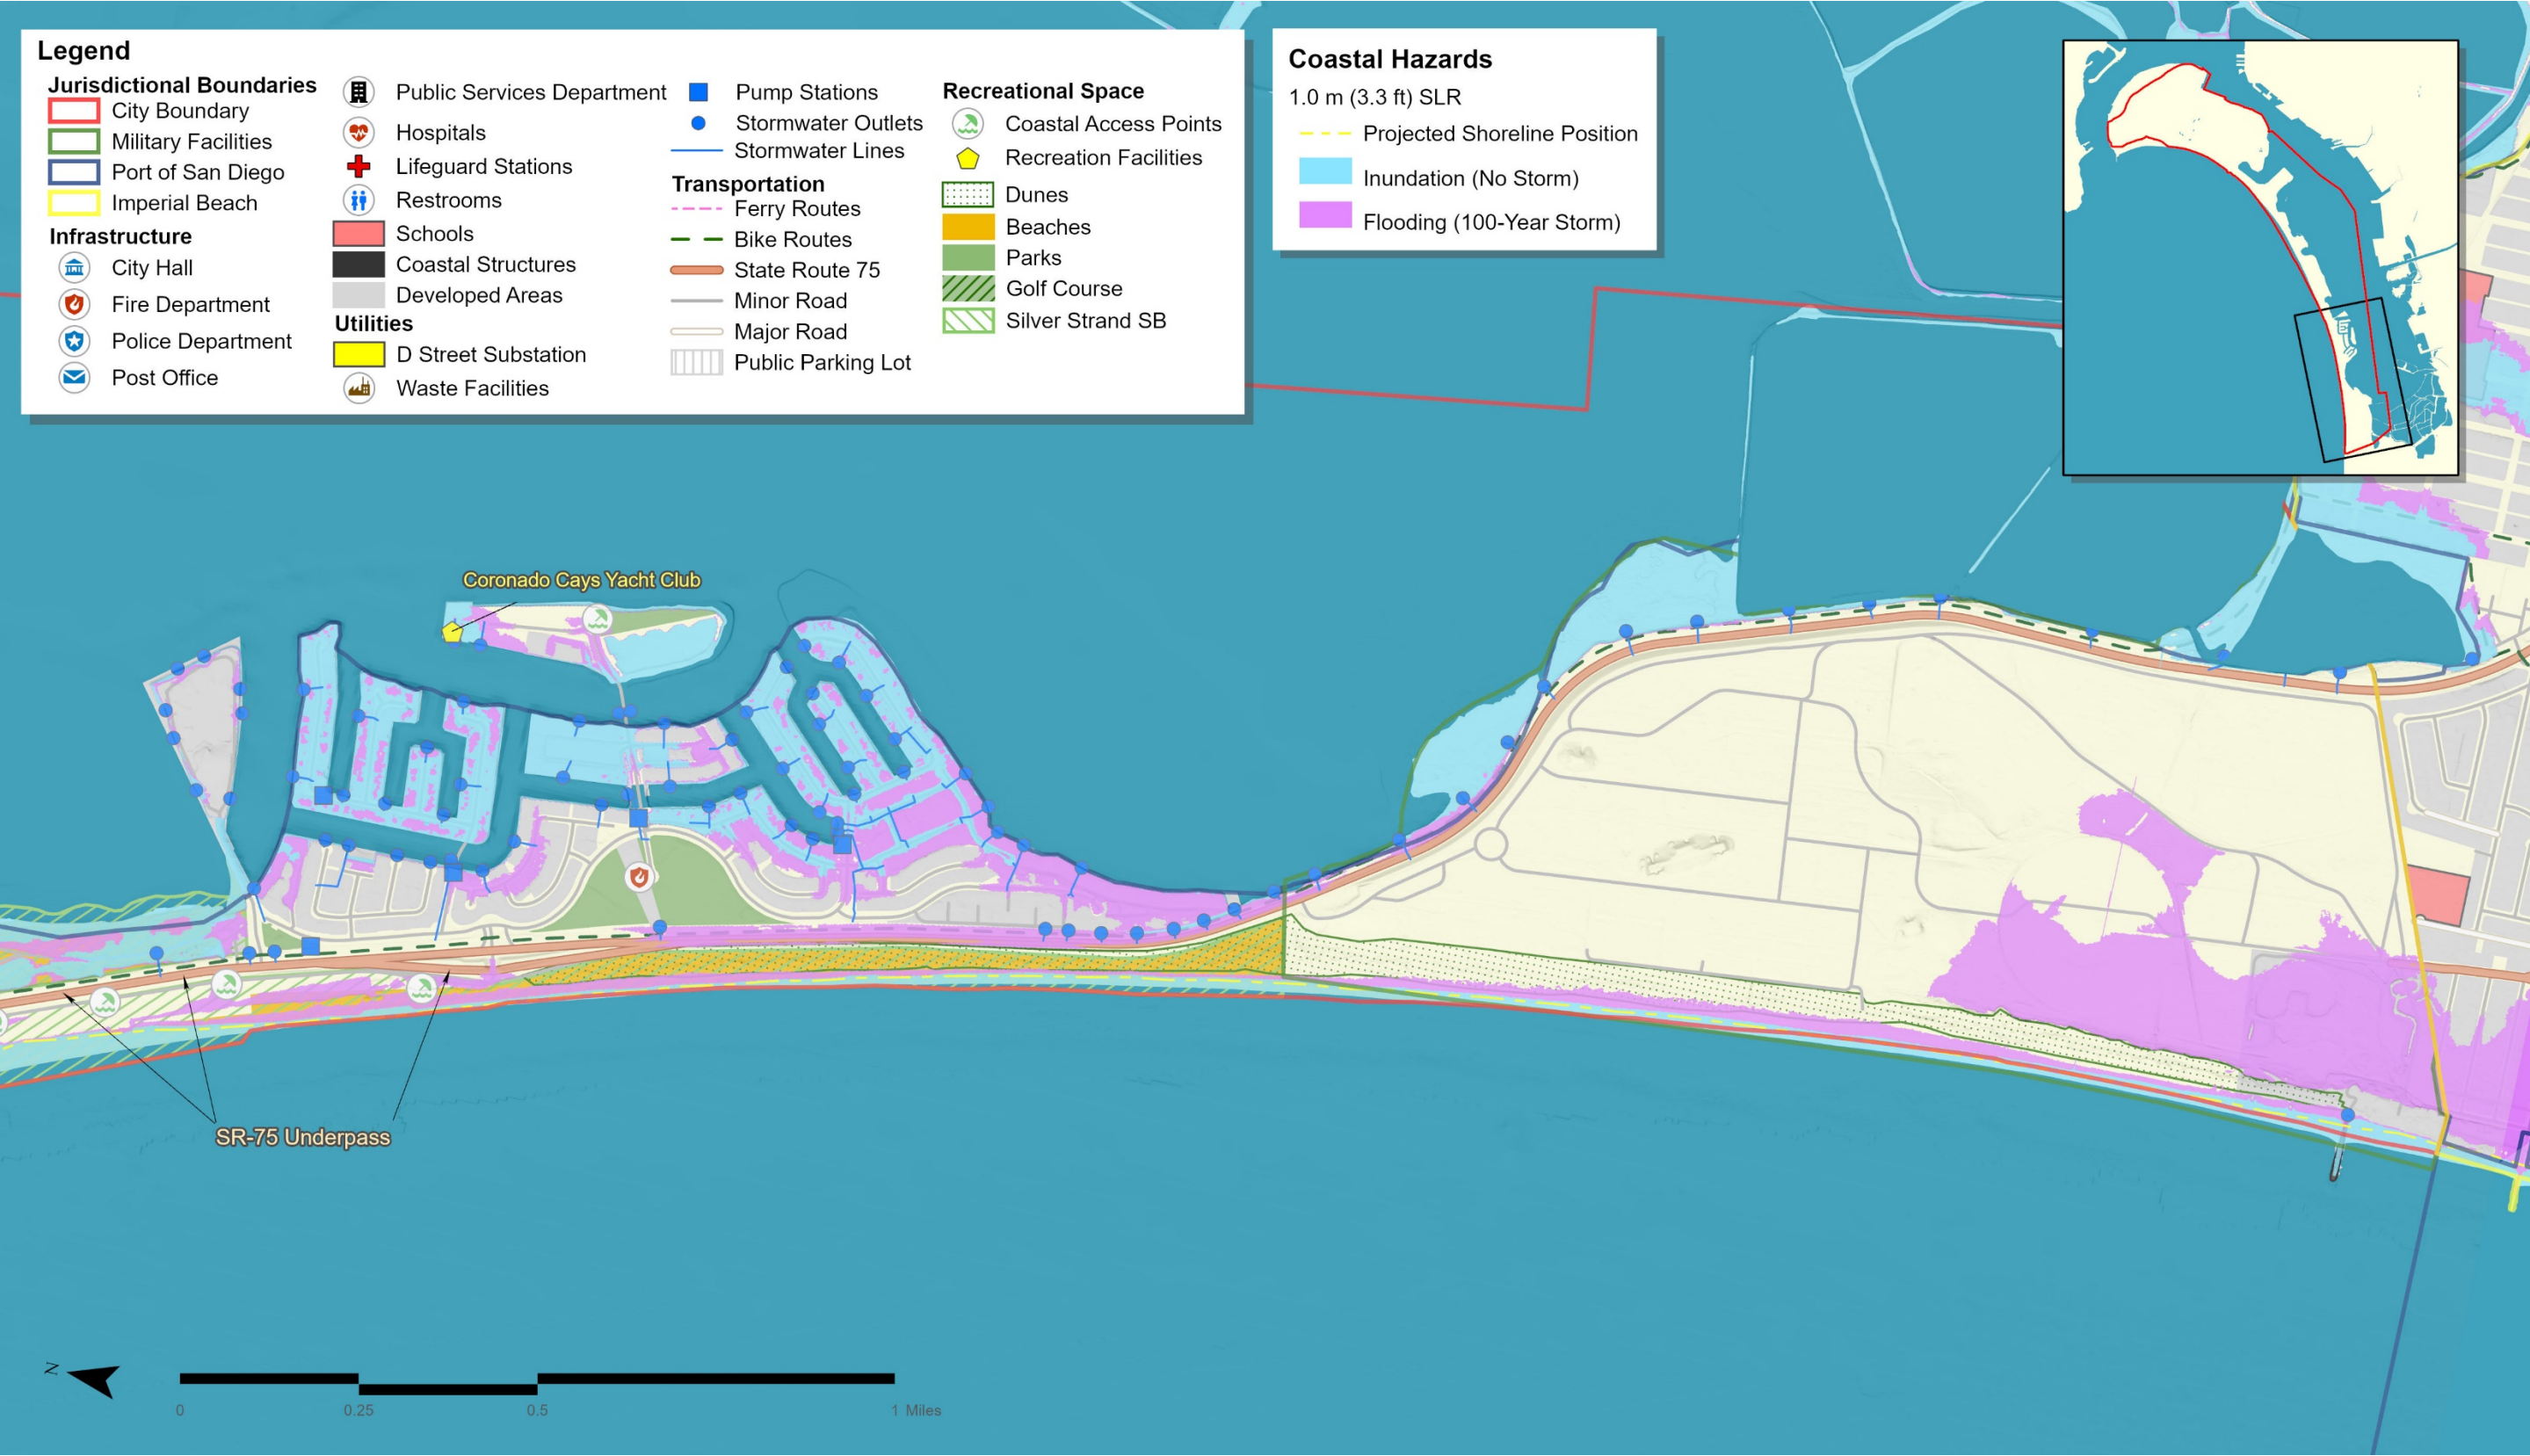 Legend
Jurisdictional Boundaries
City Boundary
Military Facilities
Port of San Diego
Imperial Beach
Infrastructure
City Hall
Fire Department
Police Department
Post Office
Public Services Department
Hospitals
Lifeguard Stations
Restrooms
Schools
Coastal Structures
Developed Areas
Utilities
D Street Substation
Waste Facilities
Pump Stations
Stormwater Outlets
Stormwater Lines
Transportation
Ferry Routes
Bike Routes
State Route 75
Minor Road
Major Road
Public Parking Lot
Recreational Space
Coastal Access Points
Recreation Facilities
Dunes
Beaches
Parks
Golf Course
Silver Strand SB
Coastal Hazards
1.0 m (3.3 ft) SLR
Projected Shoreline Position
Inundation (No Storm)
Flooding (100-Year Storm)
Coronado Cays Yacht Club
SR-75 Underpass
N
0 0.25 0.5 1 Miles